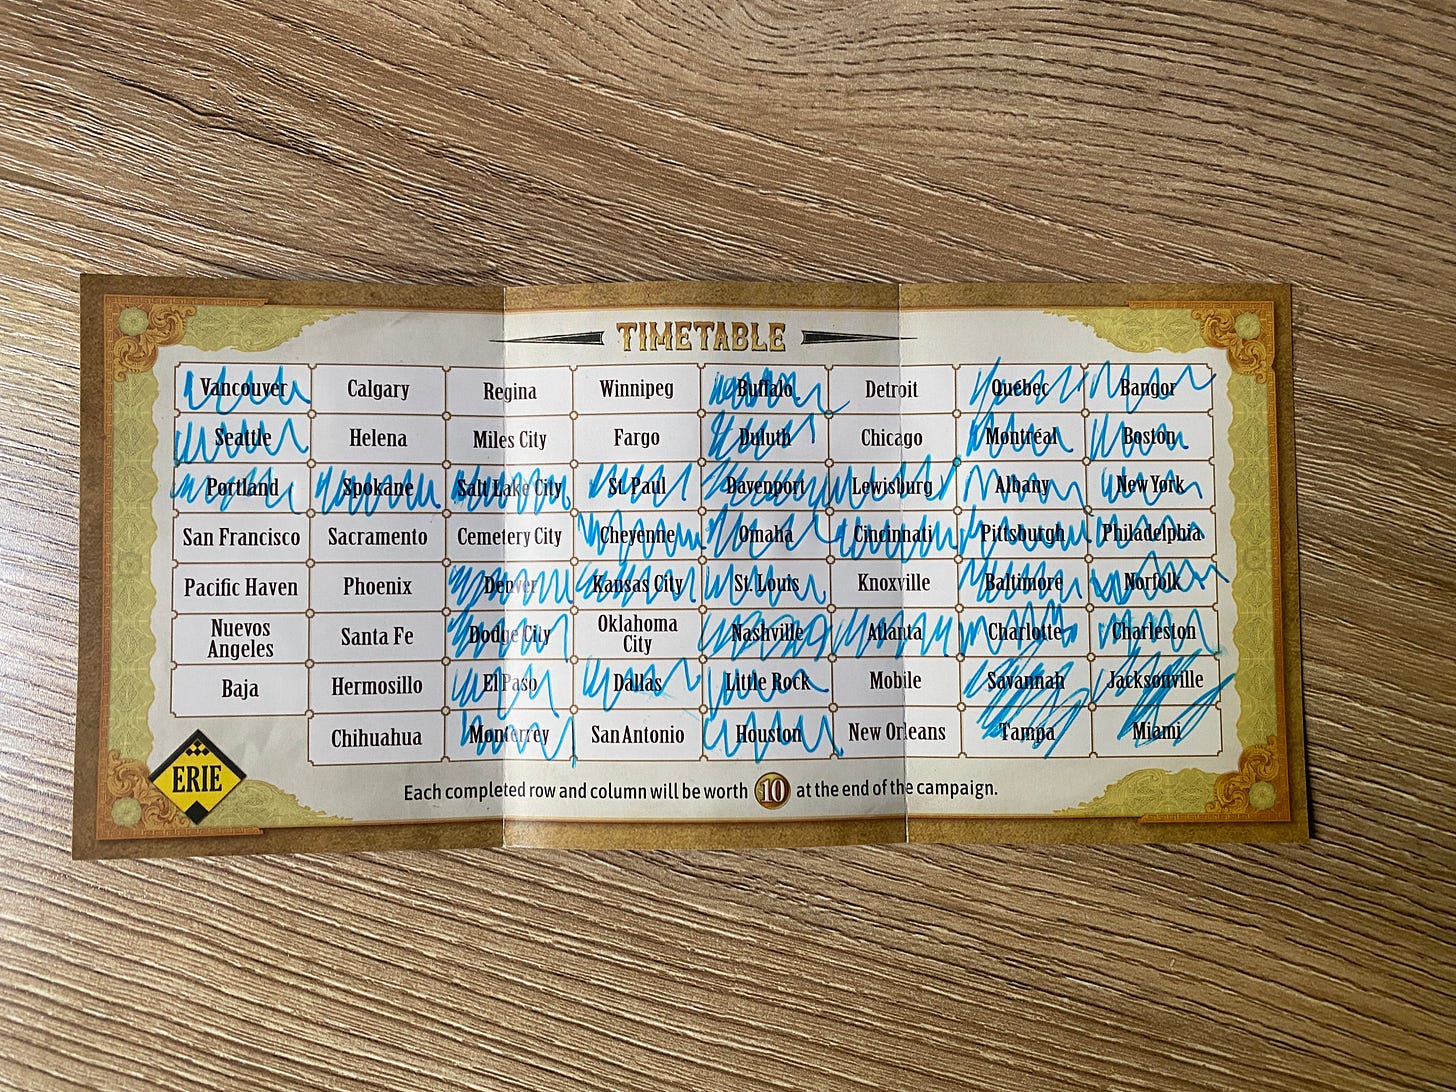 TIMETABLE
Vancouver Calgary Regina Winnipeg Buffalo Detroit Québec Bangor
Seattle Helena Miles City Fargo Duluth Chicago Montréal Boston
Portland Spokane Salt Lake City St. Paul Davenport Lewisburg Albany New York
San Francisco Sacramento Cemetery City Cheyenne Omaha Cincinnati Pittsburgh Philadelphia
Pacific Haven Phoenix Denver Kansas City St. Louis Knoxville Baltimore Norfolk
Nuevos Angeles Santa Fe Dodge City Oklahoma City Nashville Atlanta Charlotte Charleston
Baja Hermosillo El Paso Dallas Little Rock Mobile Savannah Jacksonville
Chihuahua Monterrey San Antonio Houston New Orleans Tampa Miami
ERIE
Each completed row and column will be worth 10 at the end of the campaign.